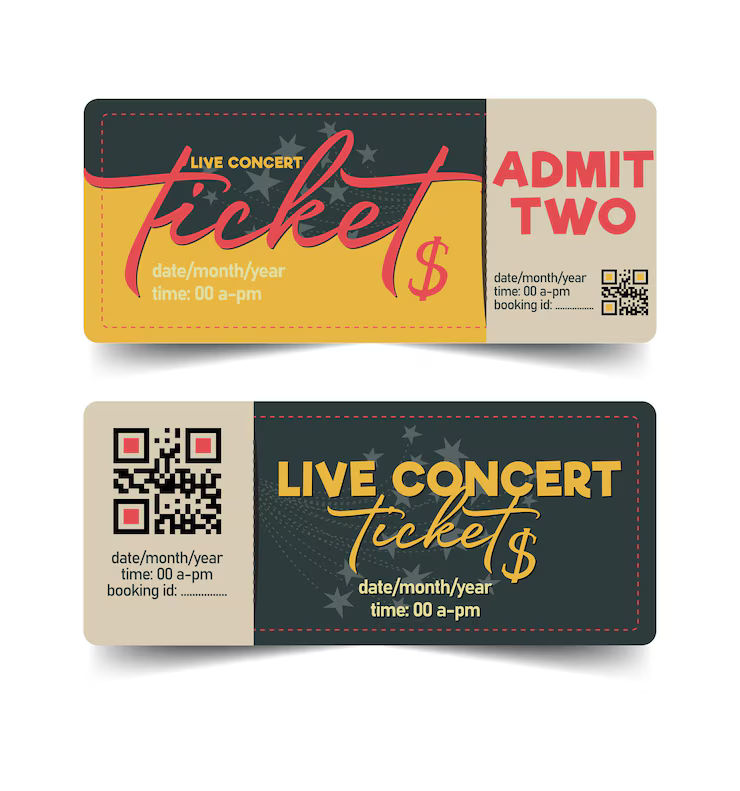 LIVE CONCERT
ticket
$
date/month/year
time: 00 a-pm
ADMIT
TWO
date/month/year
time: 00 a-pm
booking id: ................
date/month/year
time: 00 a-pm
booking id: ...................
LIVE CONCERT
ticket
$
date/month/year
time: 00 a-pm